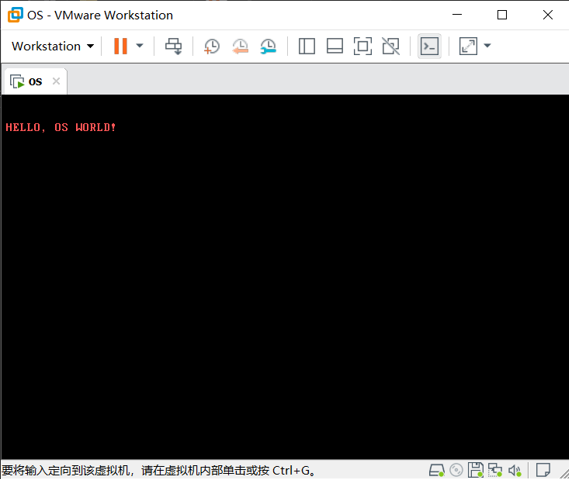 OS - VMware Workstation
Workstation
os
HELLO, OS WORLD!
要将输入定向到该虚拟机，请在虚拟机内部单击或按 Ctrl+G。